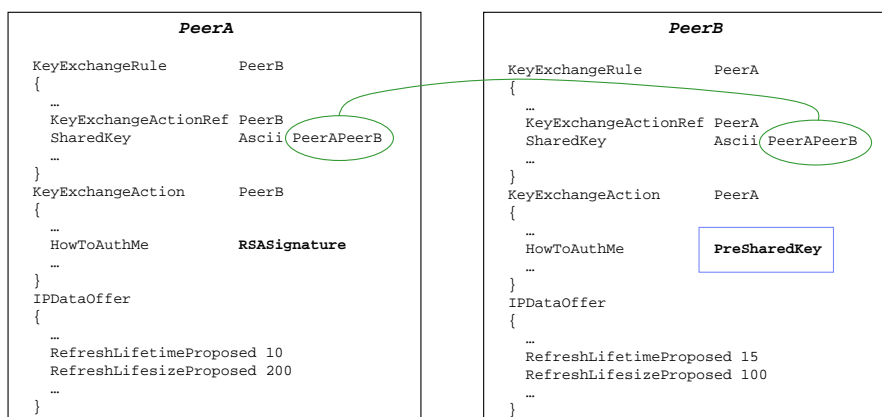 PeerA
KeyExchangeRule PeerB
{
…
KeyExchangeActionRef PeerB
SharedKey Ascii PeerAPeerB
…
}
KeyExchangeAction PeerB
{
…
HowToAuthMe RSASignature
…
}
IPDataOffer
{
…
RefreshLifetimeProposed 10
RefreshLifesizeProposed 200
…
}
PeerB
KeyExchangeRule PeerA
{
…
KeyExchangeActionRef PeerA
SharedKey Ascii PeerAPeerB
…
}
KeyExchangeAction PeerA
{
…
HowToAuthMe PreSharedKey
…
}
IPDataOffer
{
…
RefreshLifetimeProposed 15
RefreshLifesizeProposed 100
…
}